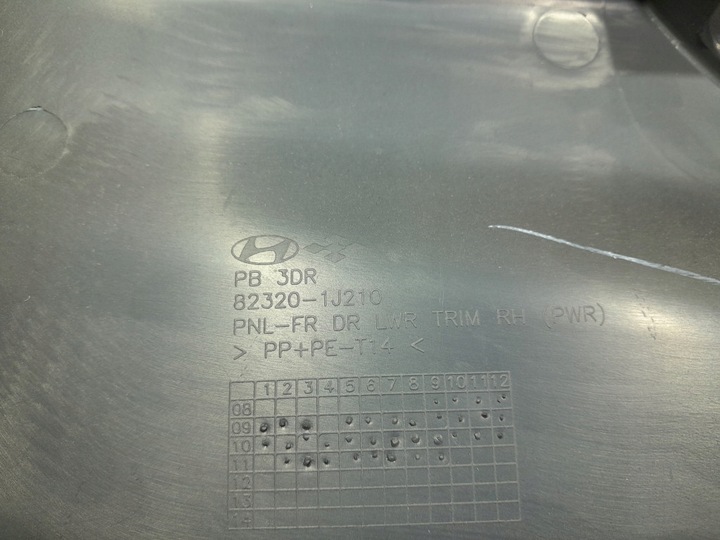 PB 3DR
82320-1J210
PNL-FR DR LWR TRIM RH (PWR)
> PP+PE-T14 <
1 2 3 4 5 6 7 8 9 10 11 12
08
09
10
11
12
13
14